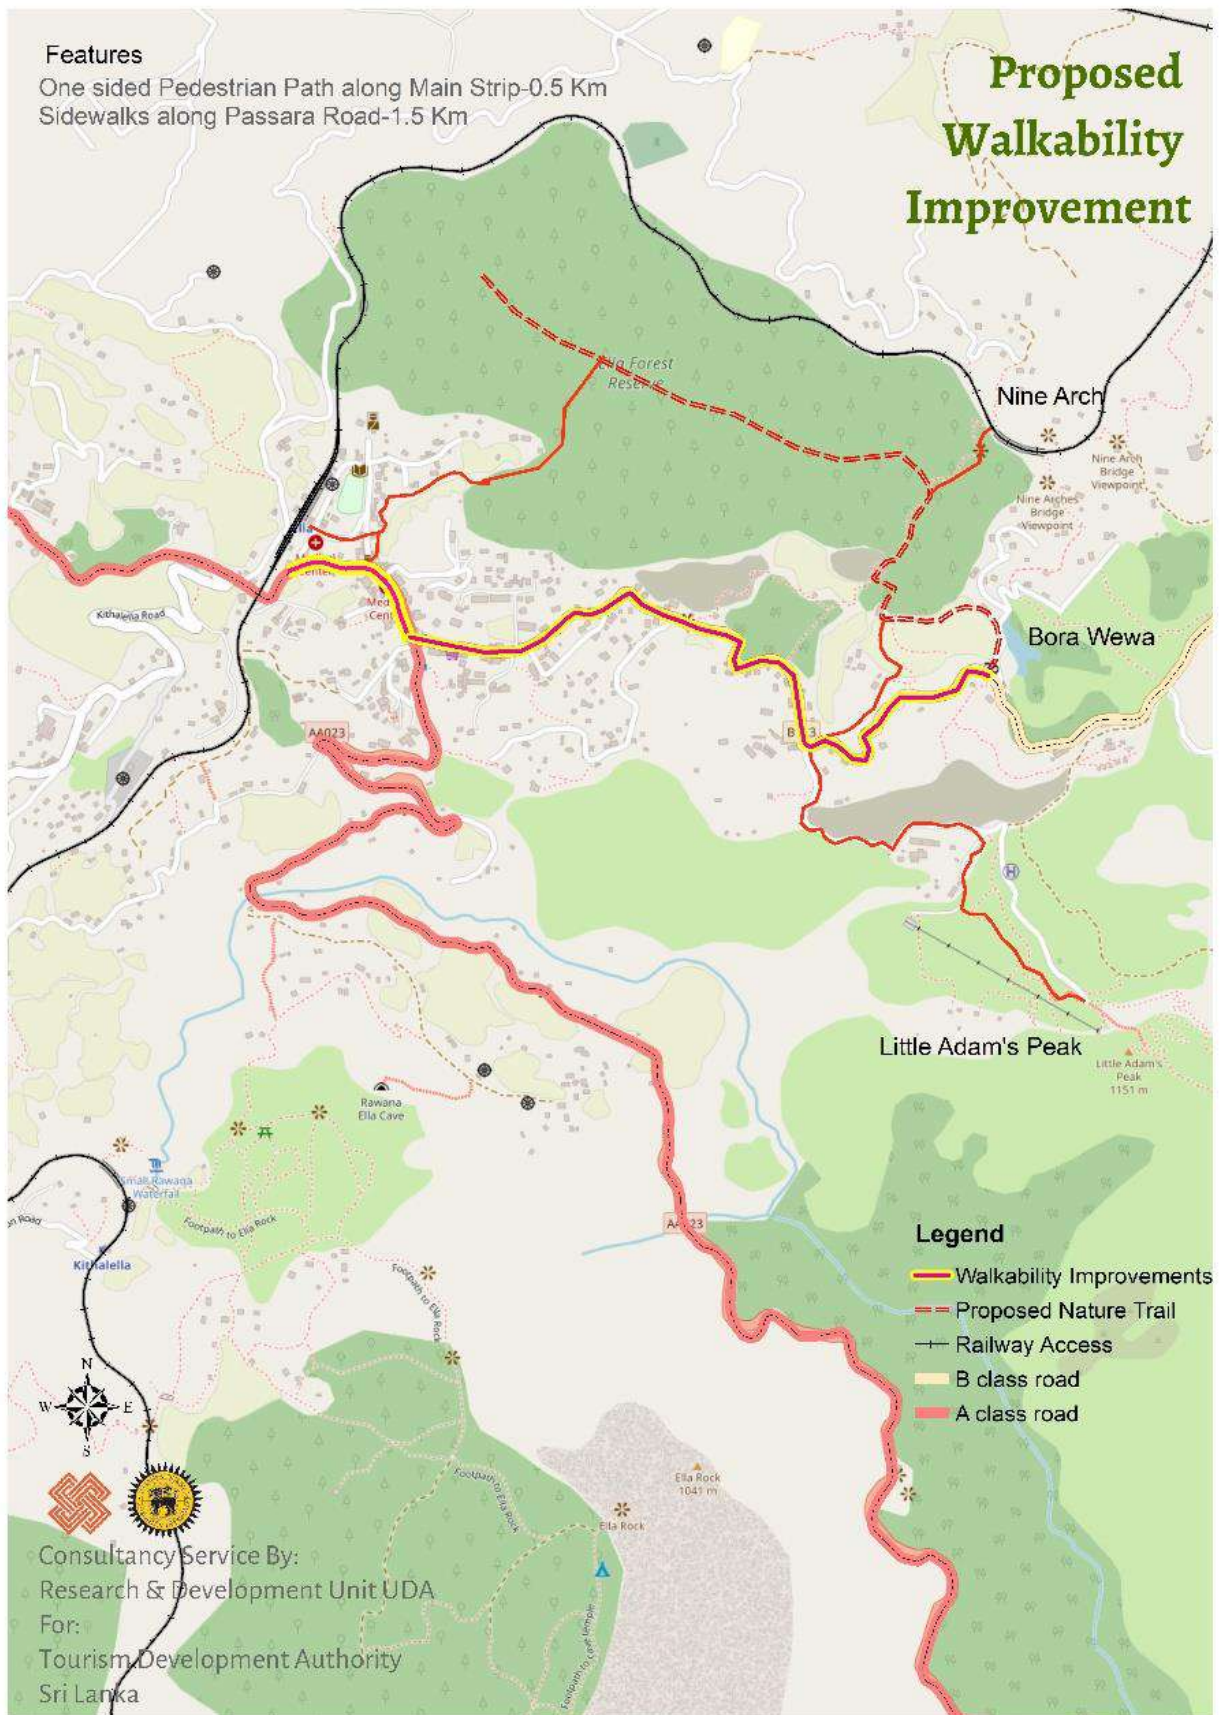 Features
One sided Pedestrian Path along Main Strip-0.5 Km
Sidewalks along Passara Road-1.5 Km
Proposed
Walkability
Improvement
Ella Forest
Reserve
Nine Arch
Nine Arch
Bridge
Viewpoint
Nine Arches
Bridge
Viewpoint
Kithalella Road
Bora Wewa
AA023
Little Adam's Peak
Little Adam's
Peak
1151 m
Rawana
Ella Cave
Small Rawana
Waterfall
Footpath to Ella Rock
Kithalella
Footpath to Ella Rock
Legend
Walkability Improvements
Proposed Nature Trail
Railway Access
B class road
A class road
N
W
E
S
Footpath to Ella Rock
Ella Rock
1041 m
Ella Rock
Footpath to cave temple
Consultancy Service By:
Research & Development Unit UDA
For:
Tourism Development Authority
Sri Lanka